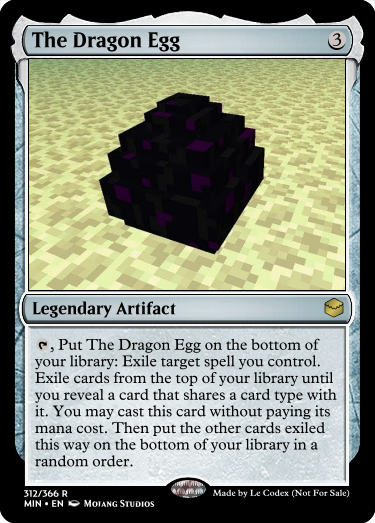 The Dragon Egg 3
Legendary Artifact
, Put The Dragon Egg on the bottom of
your library: Exile target spell you control.
Exile cards from the top of your library until
you reveal a card that shares a card type with
it. You may cast this card without paying its
mana cost. Then put the other cards exiled
this way on the bottom of your library in a
random order.
312/366 R
MIN • EN Mojang Studios
Made by Le Codex (Not For Sale)